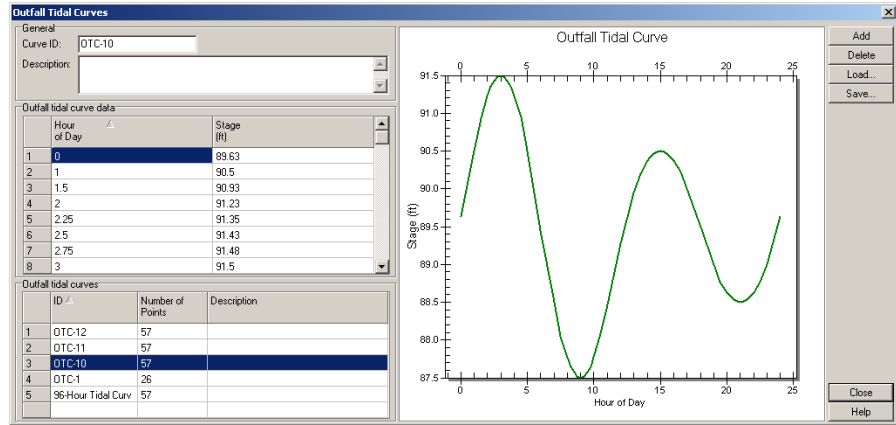 Outfall Tidal Curves
General
Curve ID: OTC-10
Description:
Outfall tidal curve data
Hour of Day Stage (ft)
1 0 89.63
2 1 90.5
3 1.5 90.93
4 2 91.23
5 2.25 91.35
6 2.5 91.43
7 2.75 91.48
8 3 91.5
Outfall tidal curves
ID Number of Points Description
1 OTC-12 57
2 OTC-11 57
3 OTC-10 57
4 OTC-1 26
5 96-Hour Tidal Curv 57
Outfall Tidal Curve
0 5 10 15 20 25
91.5
91.0
90.5
90.0
89.5
89.0
88.5
88.0
87.5
Stage (ft)
0 5 10 15 20 25
Hour of Day
Add
Delete
Load...
Save...
Close
Help